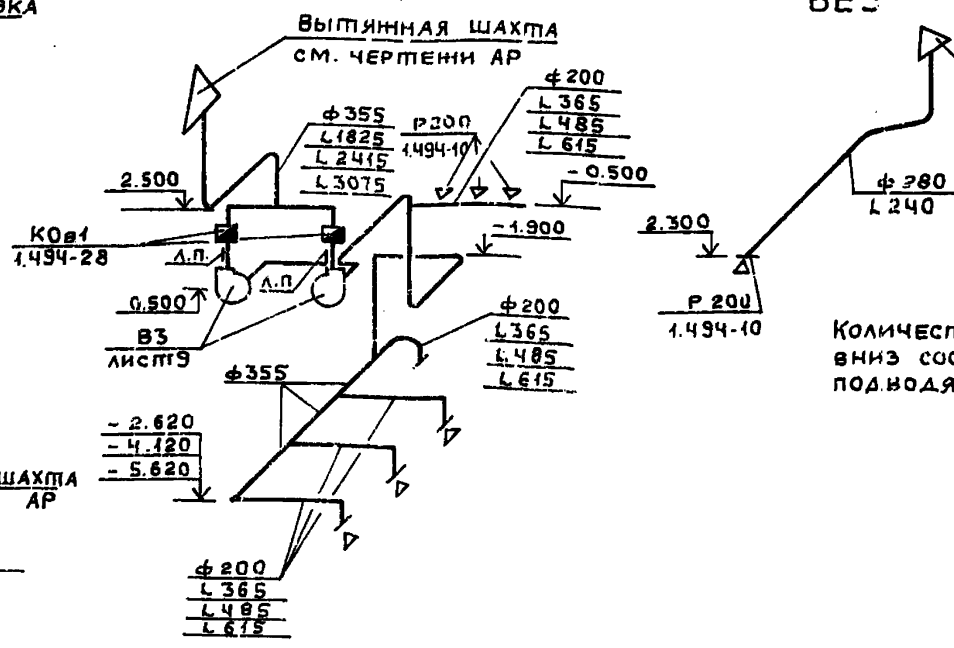 ВЫТЯЖНАЯ ШАХТА
СМ. ЧЕРТЕЖИ АР
ф 200
L 365
L 485
L 615
ф 355
L 1825
L 2415
L 3075
Р200
1.494-10
2.500
- 0.500
- 1.900
КОв1
1.494-28
Л.П.
Л.П
0.500
В3
ЛИСТ 9
ф 200
L 365
L 485
L 615
ф 355
- 2.620
- 4.120
- 5.620
ШАХТА
АР
ф 200
L 365
L 485
L 615
L 240
2.300
Р 200
1.494-10
ВНИЗ